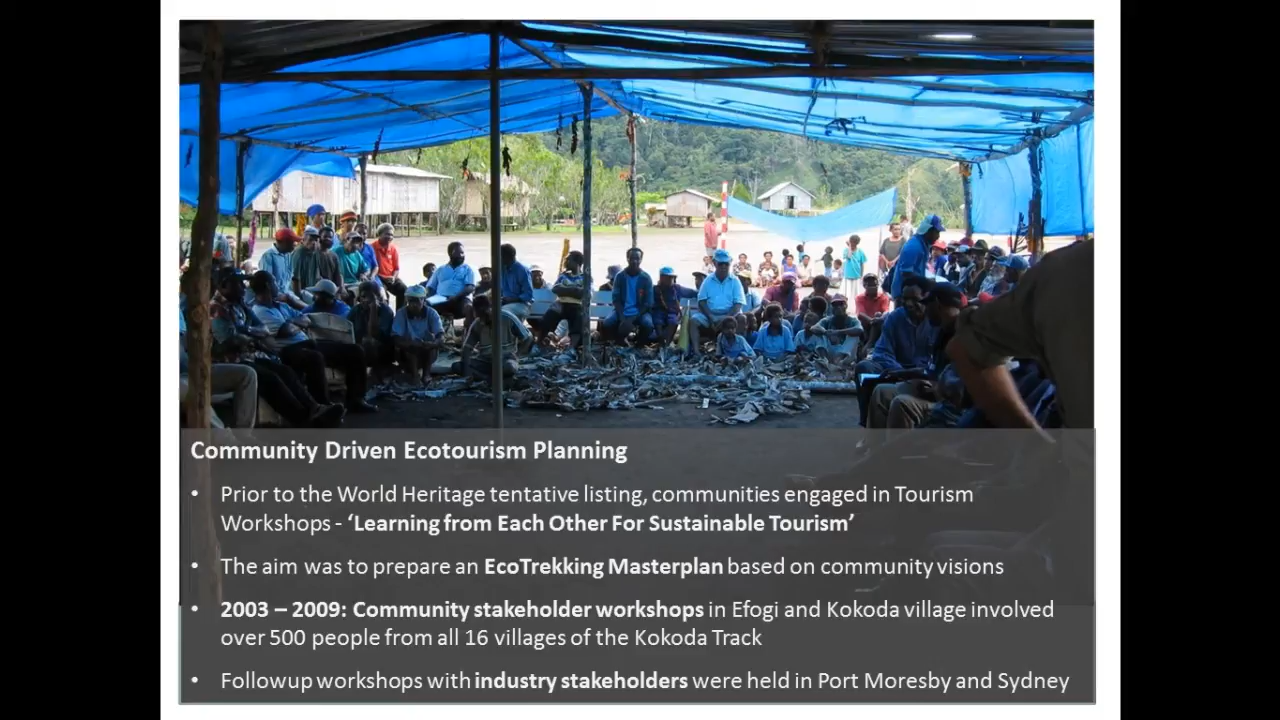 Community Driven Ecotourism Planning
• Prior to the World Heritage tentative listing, communities engaged in Tourism
Workshops - ‘Learning from Each Other For Sustainable Tourism’
• The aim was to prepare an EcoTrekking Masterplan based on community visions
• 2003 – 2009: Community stakeholder workshops in Efogi and Kokoda village involved
over 500 people from all 16 villages of the Kokoda Track
• Followup workshops with industry stakeholders were held in Port Moresby and Sydney